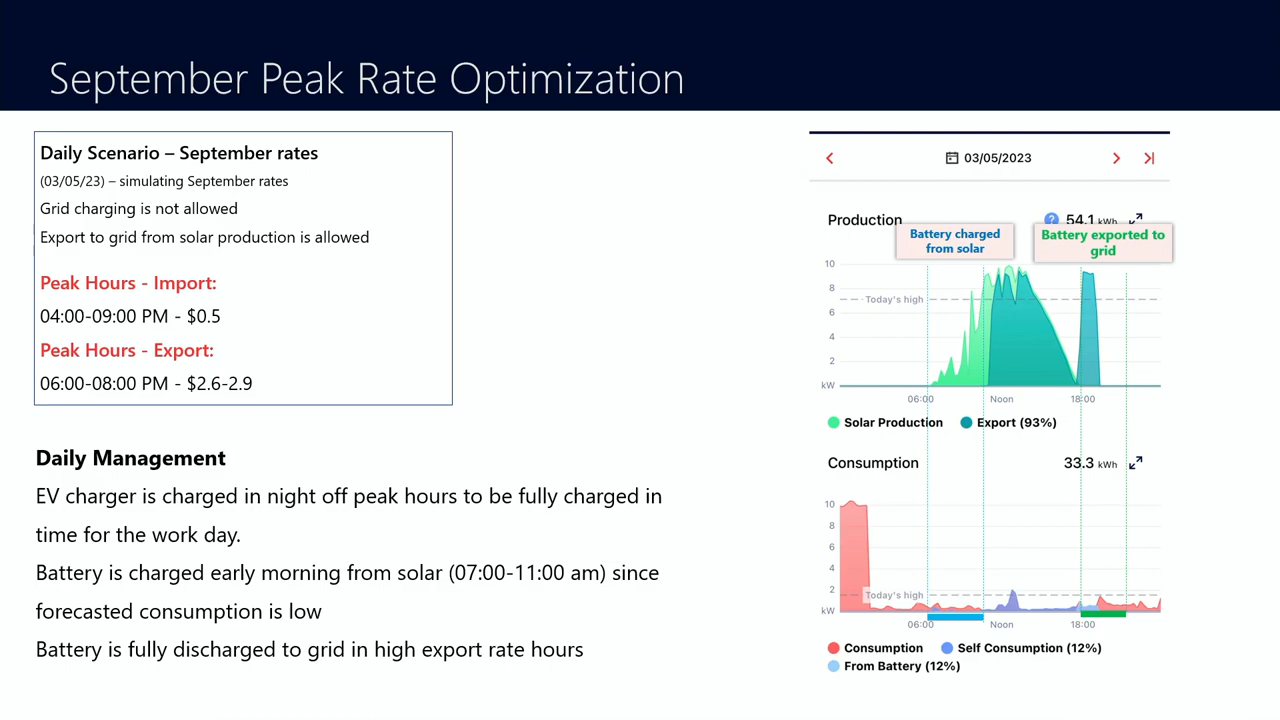 September Peak Rate Optimization
Daily Scenario – September rates
(03/05/23) – simulating September rates
Grid charging is not allowed
Export to grid from solar production is allowed
Peak Hours - Import:
04:00-09:00 PM - $0.5
Peak Hours - Export:
06:00-08:00 PM - $2.6-2.9
Daily Management
EV charger is charged in night off peak hours to be fully charged in
time for the work day.
Battery is charged early morning from solar (07:00-11:00 am) since
forecasted consumption is low
Battery is fully discharged to grid in high export rate hours
03/05/2023
Production
? 54.1 kWh
Battery charged
from solar
Battery exported to
grid
10
8
Today's high
6
4
2
kW
06:00 Noon 18:00
Solar Production Export (93%)
Consumption 33.3 kWh
10
8
6
4
2
Today's high
kW
06:00 Noon 18:00
Consumption Self Consumption (12%)
From Battery (12%)